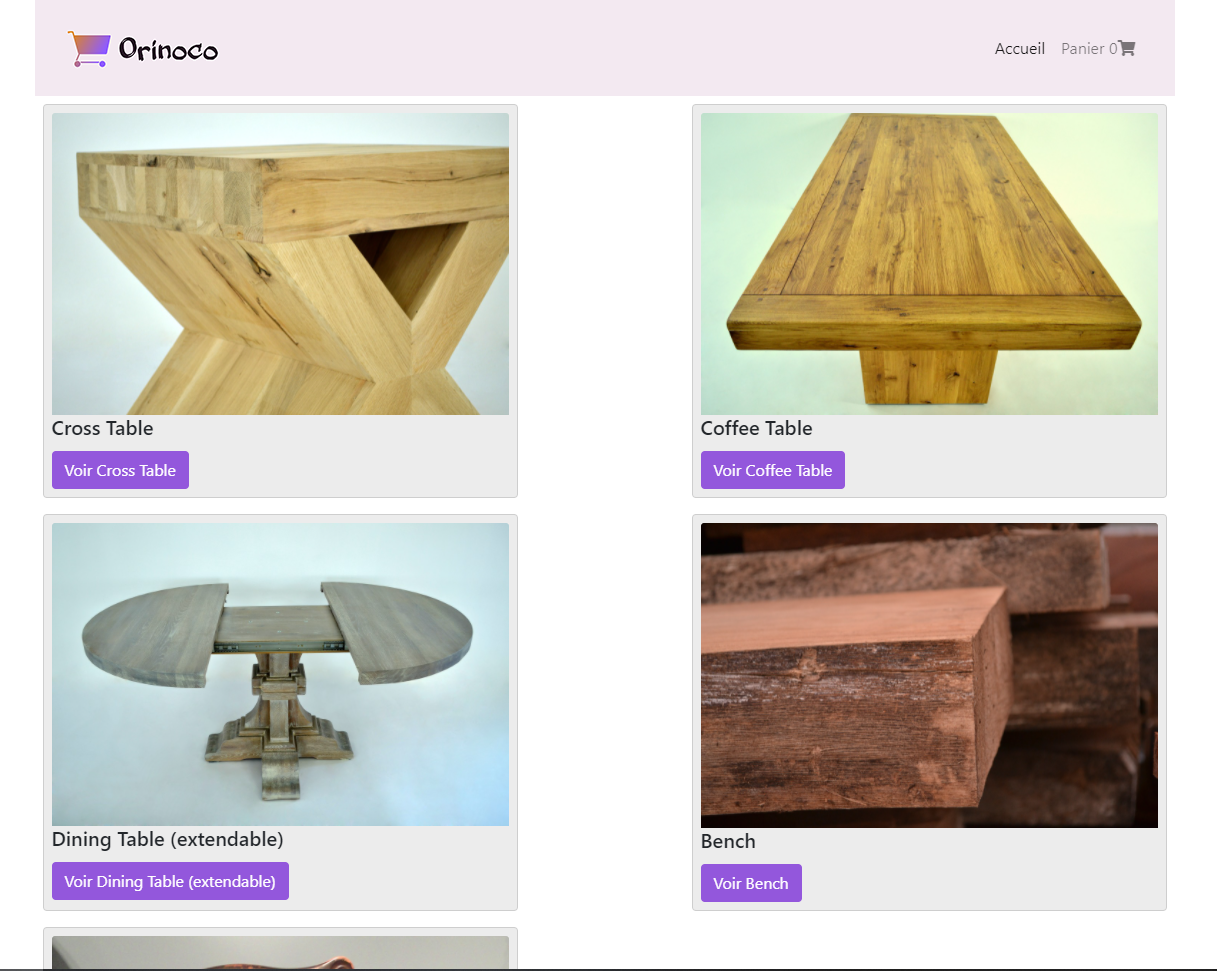 Orinoco
Accueil Panier 0
Cross Table
Voir Cross Table
Coffee Table
Voir Coffee Table
Dining Table (extendable)
Voir Dining Table (extendable)
Bench
Voir Bench